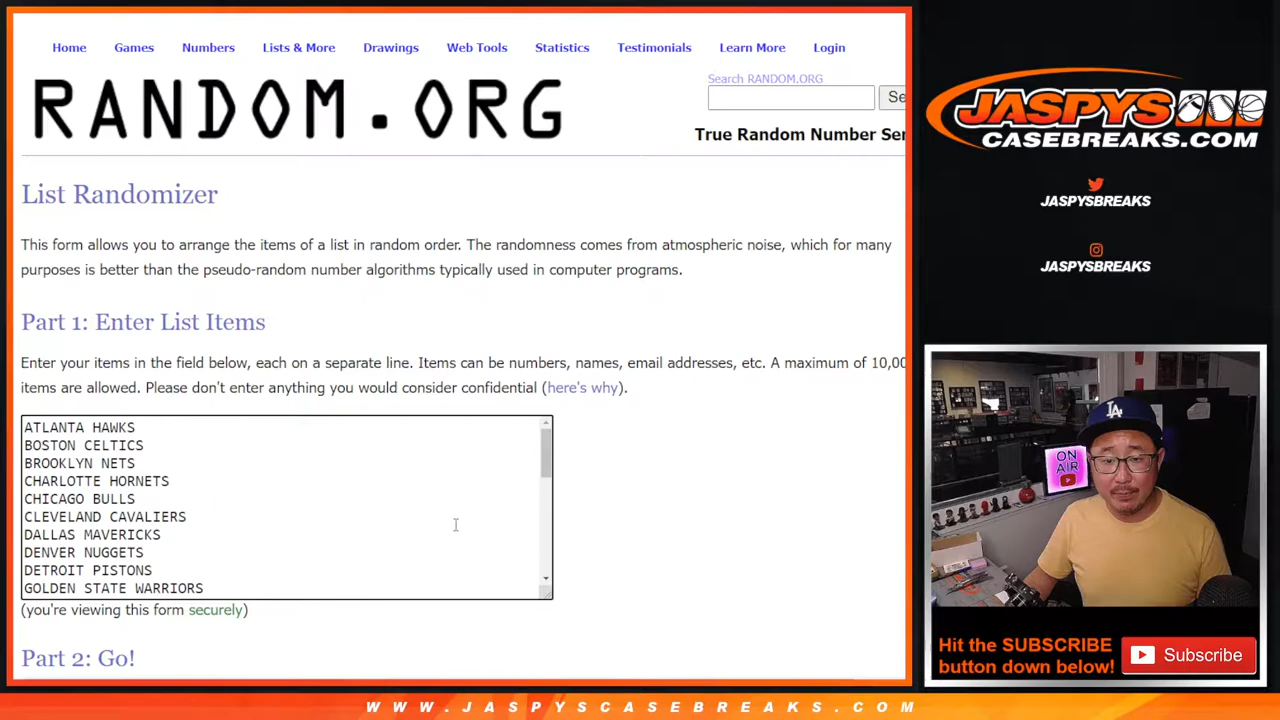 Home Games Numbers Lists & More Drawings Web Tools Statistics Testimonials Learn More Login
RANDOM.ORG
Search RANDOM.ORG
Se
True Random Number Ser
List Randomizer
This form allows you to arrange the items of a list in random order. The randomness comes from atmospheric noise, which for many
purposes is better than the pseudo-random number algorithms typically used in computer programs.
Part 1: Enter List Items
Enter your items in the field below, each on a separate line. Items can be numbers, names, email addresses, etc. A maximum of 10,00
items are allowed. Please don't enter anything you would consider confidential (here's why).
ATLANTA HAWKS
BOSTON CELTICS
BROOKLYN NETS
CHARLOTTE HORNETS
CHICAGO BULLS
CLEVELAND CAVALIERS
DALLAS MAVERICKS
DENVER NUGGETS
DETROIT PISTONS
GOLDEN STATE WARRIORS
(you're viewing this form securely)
Part 2: Go!
JASPYS
CASEBREAKS.COM
JASPYSBREAKS
JASPYSBREAKS
LA
ON
AIR
Hit the SUBSCRIBE
button down below!
Subscribe
WWW.JASPYSCASEBREAKS.COM